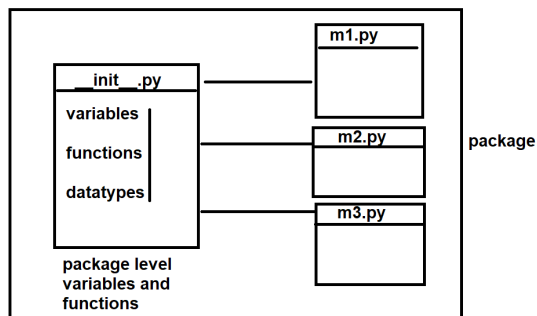 __init__.py
variables
functions
datatypes
package level
variables and
functions
m1.py
m2.py
m3.py
package